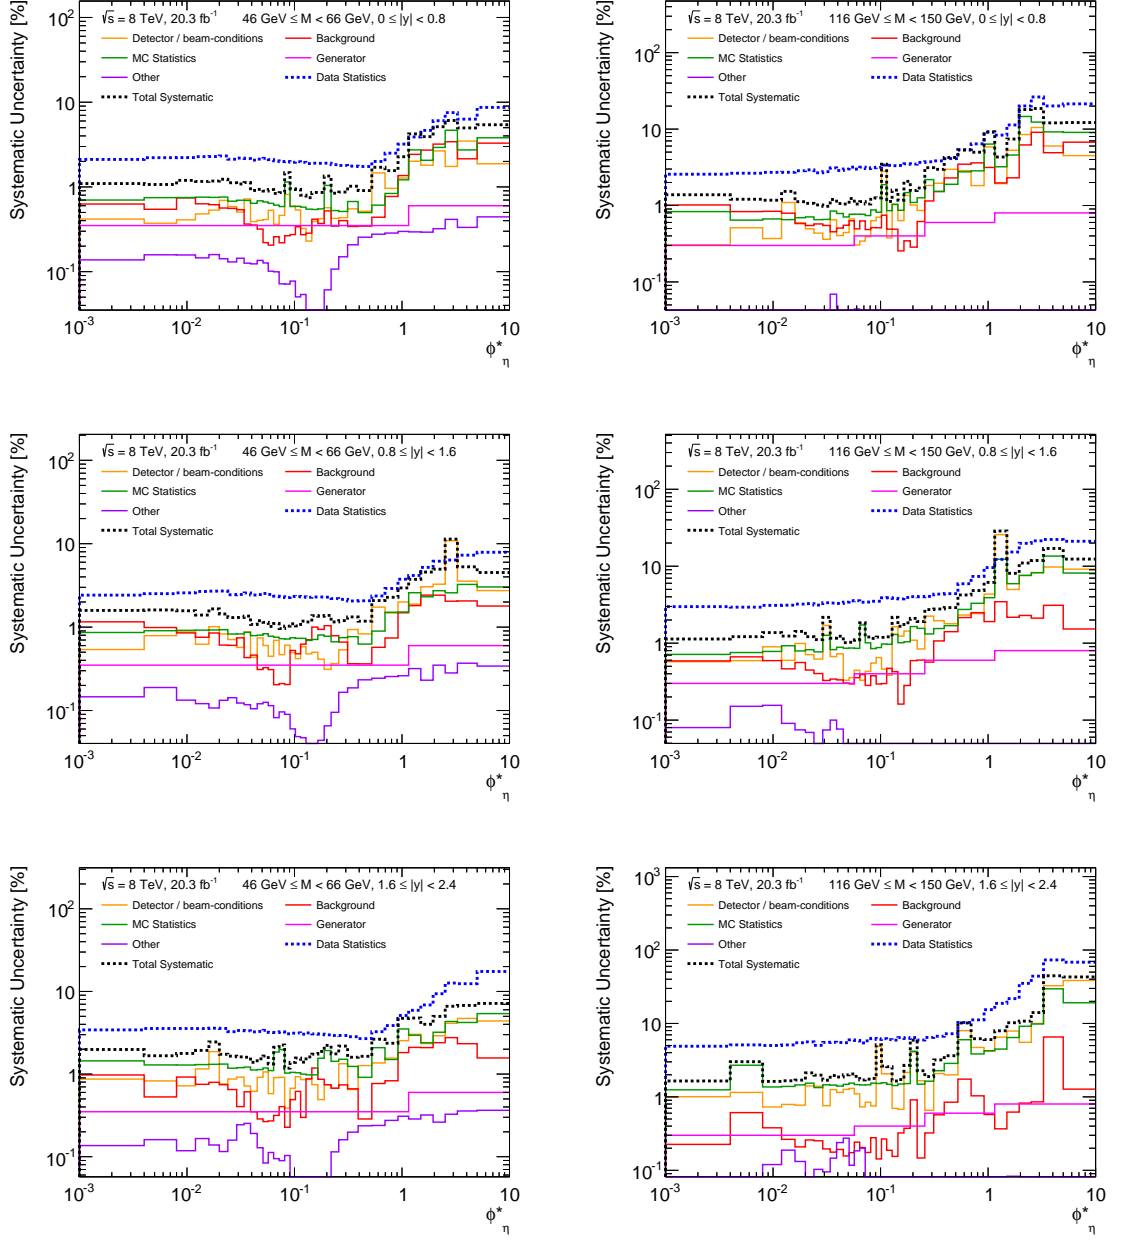 Systematic Uncertainty [%]
√s = 8 TeV, 20.3 fb⁻¹ 46 GeV ≤ M < 66 GeV, 0 ≤ |y| < 0.8
Detector / beam-conditions Background
MC Statistics Generator
Other Data Statistics
Total Systematic
10²
10
1
10⁻¹
10⁻³ 10⁻² 10⁻¹ 1 10
ϕ*η
Systematic Uncertainty [%]
√s = 8 TeV, 20.3 fb⁻¹ 116 GeV ≤ M < 150 GeV, 0 ≤ |y| < 0.8
Detector / beam-conditions Background
MC Statistics Generator
Other Data Statistics
Total Systematic
10²
10
1
10⁻¹
10⁻³ 10⁻² 10⁻¹ 1 10
ϕ*η
Systematic Uncertainty [%]
√s = 8 TeV, 20.3 fb⁻¹ 46 GeV ≤ M < 66 GeV, 0.8 ≤ |y| < 1.6
Detector / beam-conditions Background
MC Statistics Generator
Other Data Statistics
Total Systematic
10²
10
1
10⁻¹
10⁻³ 10⁻² 10⁻¹ 1 10
ϕ*η
Systematic Uncertainty [%]
√s = 8 TeV, 20.3 fb⁻¹ 116 GeV ≤ M < 150 GeV, 0.8 ≤ |y| < 1.6
Detector / beam-conditions Background
MC Statistics Generator
Other Data Statistics
Total Systematic
10²
10
1
10⁻¹
10⁻³ 10⁻² 10⁻¹ 1 10
ϕ*η
Systematic Uncertainty [%]
√s = 8 TeV, 20.3 fb⁻¹ 46 GeV ≤ M < 66 GeV, 1.6 ≤ |y| < 2.4
Detector / beam-conditions Background
MC Statistics Generator
Other Data Statistics
Total Systematic
10²
10
1
10⁻¹
10⁻³ 10⁻² 10⁻¹ 1 10
ϕ*η
Systematic Uncertainty [%]
√s = 8 TeV, 20.3 fb⁻¹ 116 GeV ≤ M < 150 GeV, 1.6 ≤ |y| < 2.4
Detector / beam-conditions Background
MC Statistics Generator
Other Data Statistics
Total Systematic
10³
10²
10
1
10⁻¹
10⁻³ 10⁻² 10⁻¹ 1 10
ϕ*η